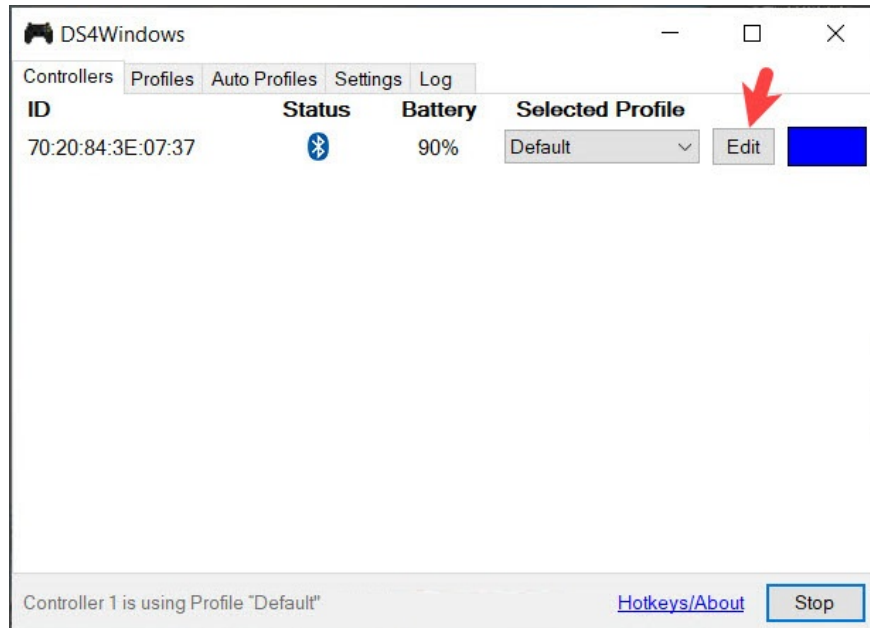 DS4Windows
Controllers Profiles Auto Profiles Settings Log
ID Status Battery Selected Profile
70:20:84:3E:07:37 90% Default Edit
Controller 1 is using Profile "Default" Hotkeys/About Stop